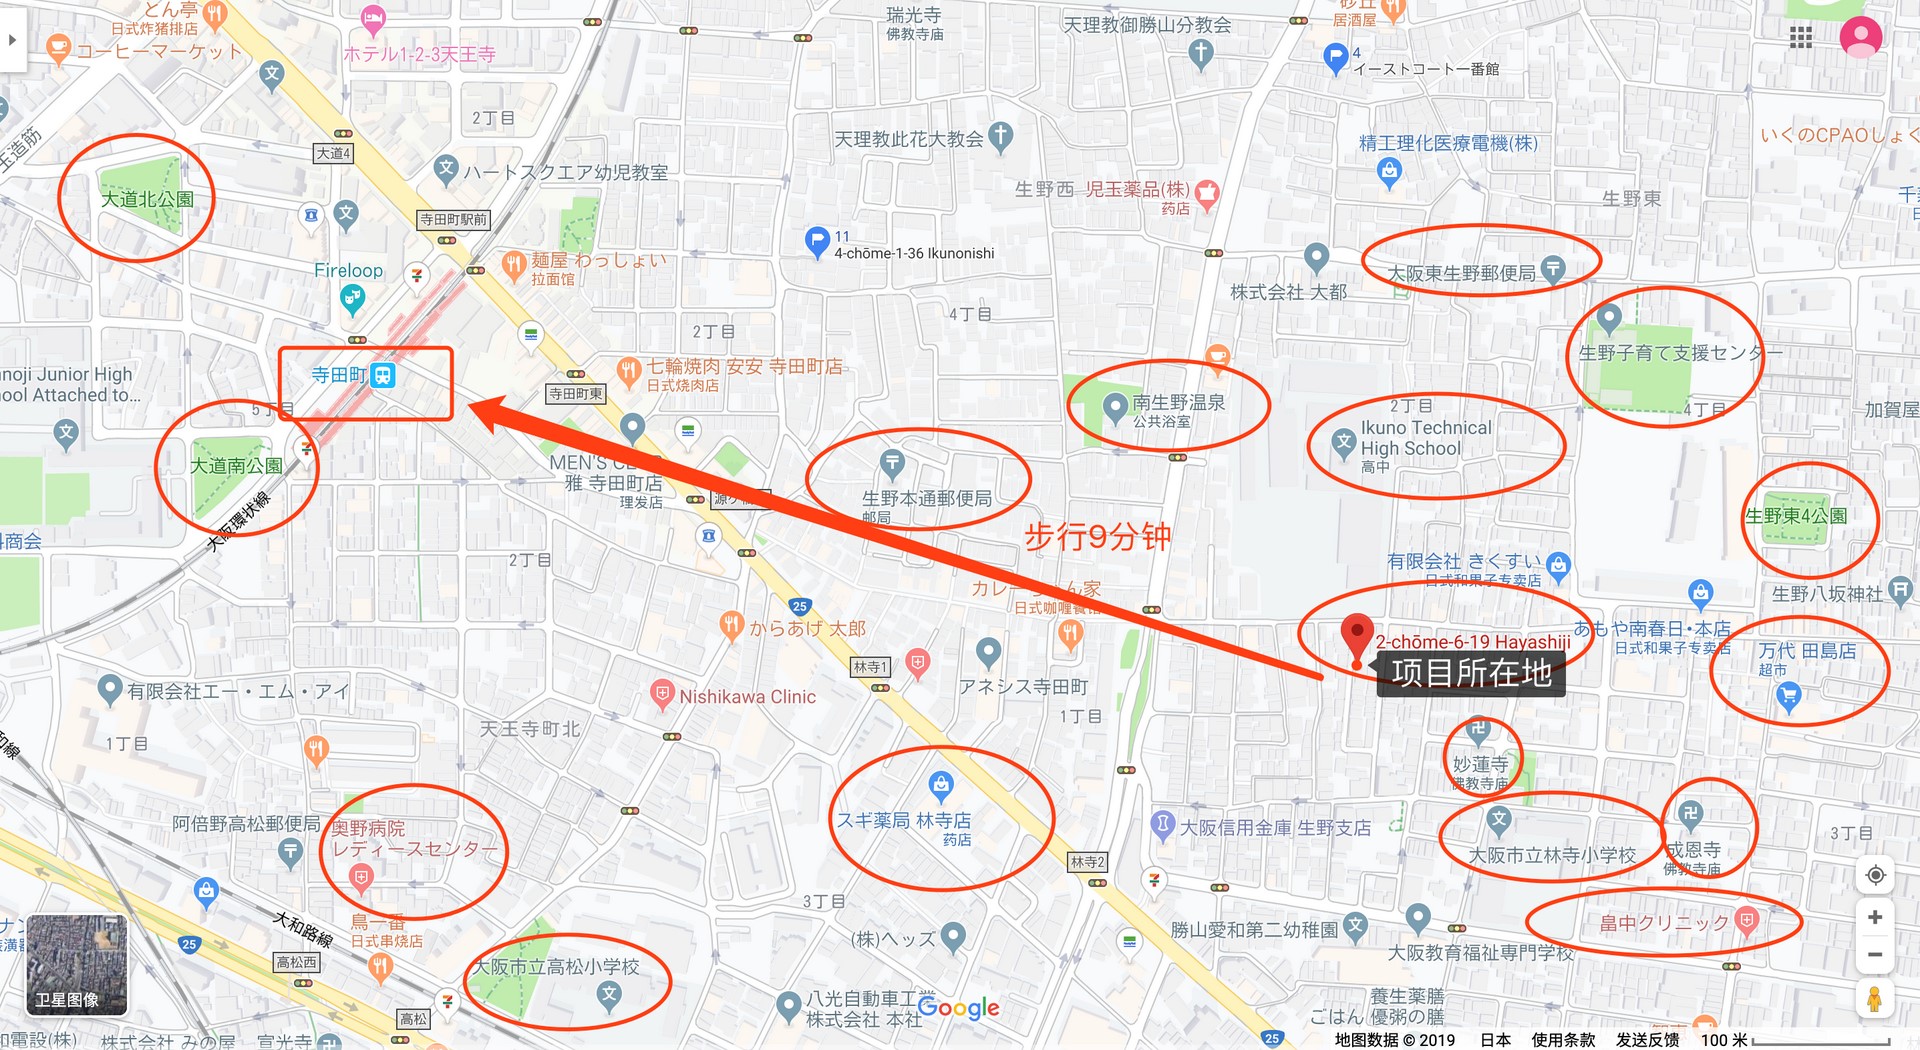 とん亭
日式炸猪排店
コーヒーマーケット
ホテル1-2-3天王寺
瑞光寺
佛教寺庙
天理教御勝山分教会
居酒屋
4
イーストコート一番館
2丁目
大道4
玉造筋
ハートスクエア幼児教室
天理教此花大教会
精工理化医療電機(株)
いくのCPAOしょく
生野西
児玉薬品(株)
药店
生野東
大道北公園
寺田町駅前
11
4-chōme-1-36 Ikunonishi
麺屋 わっしょい
拉面馆
Fireloop
大阪東生野郵便局
株式会社 大都
4丁目
2丁目
生野子育て支援センター
寺田町
七輪焼肉 安安 寺田町店
日式烧肉店
寺田町東
noji Junior High
ool Attached to...
5丁目
南生野温泉
公共浴室
2丁目
Ikuno Technical
High School
高中
4丁目
加賀屋
大道南公園
MEN'S
雅 寺田町店
理发店
生野本通郵便局
邮局
生野東4公園
大阪環状線
商会
步行9分钟
2丁目
有限会社 きくすい
日式和果子专卖店
25
カレー
日式咖喱餐馆
生野八坂神社
からあげ 太郎
2-chōme-6-19 Hayashiji
项目所在地
あもや南春日・本店
日式和果子专卖店
万代 田島店
超市
林寺1
有限会社エー・エム・アイ
Nishikawa Clinic
アネシス寺田町
1丁目
天王寺町北
1丁目
和線
妙蓮寺
佛教寺庙
阿倍野高松郵便局
奥野病院
レディースセンター
スギ薬局 林寺店
药店
大阪信用金庫 生野支店
大阪市立林寺小学校
成恩寺
佛教寺庙
3丁目
林寺2
3丁目
鳥一番
日式串烧店
大和路線
25
高松西
(株)ヘッズ
勝山愛和第二幼稚園
畠中クリニック
大阪教育福祉専門学校
大阪市立高松小学校
卫星图像
高松
八光自動車工業
株式会社 本社
Google
養生薬膳
ごはん 優粥の膳
25
和電設(株)
株式会社 みの屋
宣光寺
地图数据 © 2019
日本
使用条款
发送反馈
100 米